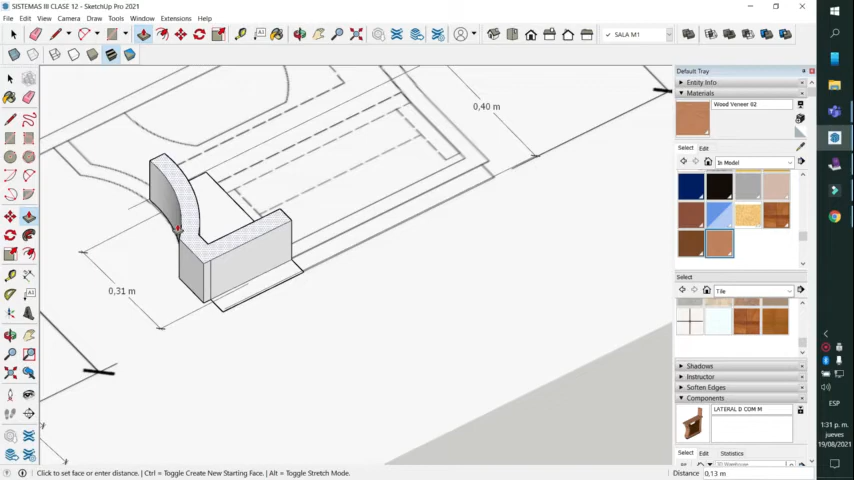 SISTEMAS III CLASE 12 - SketchUp Pro 2021
File Edit View Camera Draw Tools Window Extensions Help
SALA M1
Default Tray
Entity Info
Materials
Wood Veneer 02
Select Edit
In Model
0,40 m
0,31 m
Select
Tile
Shadows
Instructor
Soften Edges
Components
LATERAL D COM M
Select Edit Statistics
ESP
1:31 p. m.
jueves
19/08/2021
Click to set face or enter distance. | Ctrl = Toggle Create New Starting Face. | Alt = Toggle Stretch Mode.
Distance 0,13 m